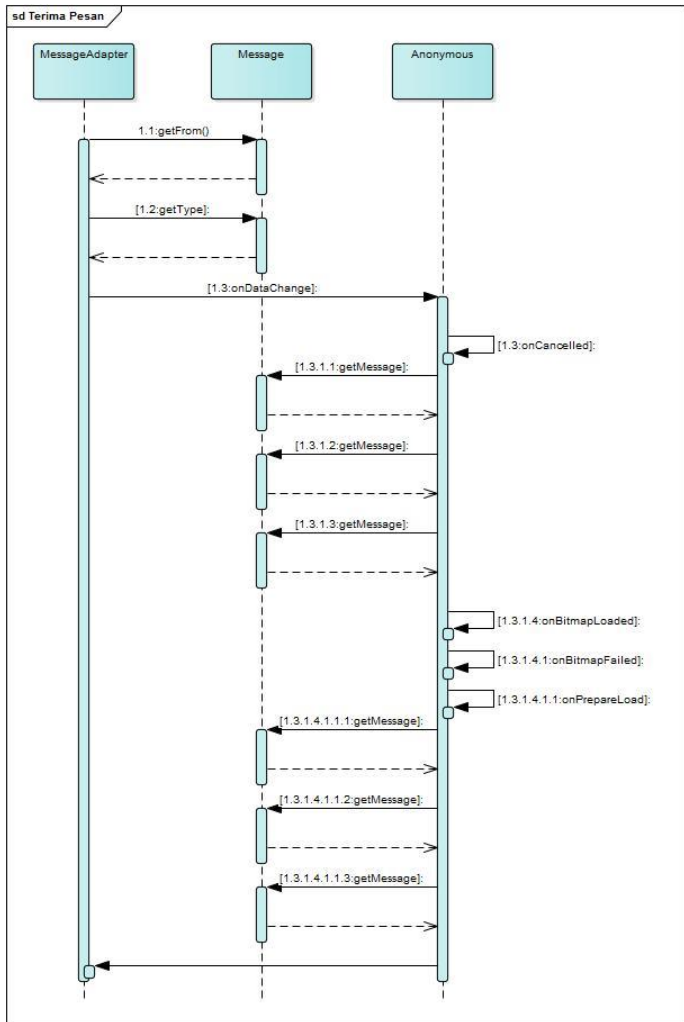 sd Terima Pesan
MessageAdapter
Message
Anonymous
1.1:getFrom()
[1.2:getType]:
[1.3:onDataChange]:
[1.3:onCancelled]:
[1.3.1.1:getMessage]:
[1.3.1.2:getMessage]:
[1.3.1.3:getMessage]:
[1.3.1.4:onBitmapLoaded]:
[1.3.1.4.1:onBitmapFailed]:
[1.3.1.4.1.1:onPrepareLoad]:
[1.3.1.4.1.1.1:getMessage]:
[1.3.1.4.1.1.2:getMessage]:
[1.3.1.4.1.1.3:getMessage]: